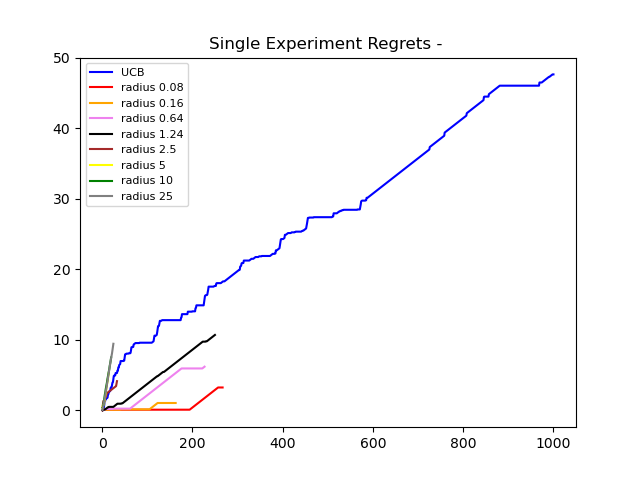 Single Experiment Regrets -
UCB
radius 0.08
radius 0.16
radius 0.64
radius 1.24
radius 2.5
radius 5
radius 10
radius 25
50
40
30
20
10
0
0 200 400 600 800 1000